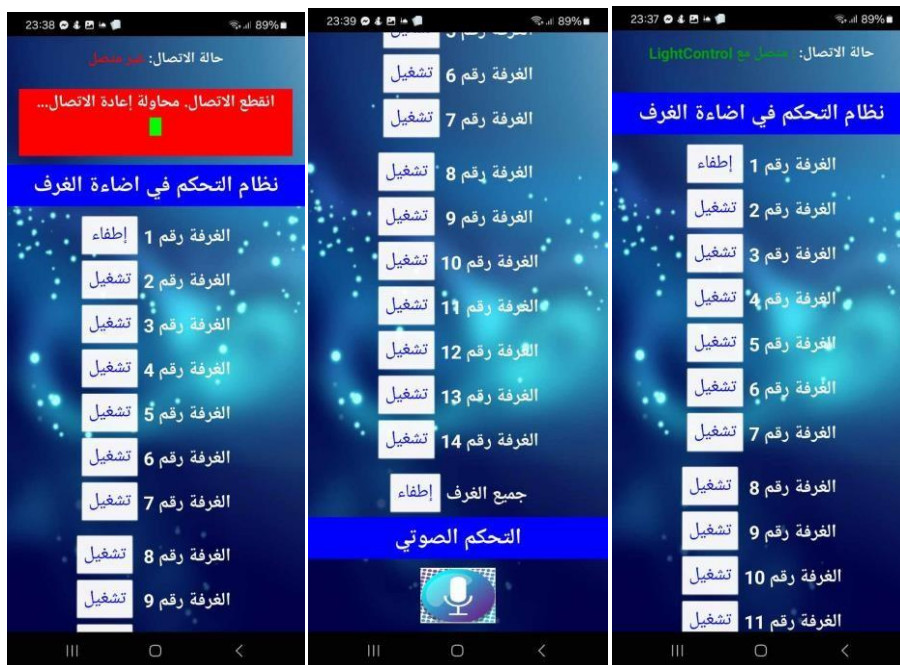 23:38 89%
حالة الاتصال: غير متصل
انقطع الاتصال. محاولة إعادة الاتصال...
نظام التحكم في اضاءة الغرف
الغرفة رقم 1 إطفاء
الغرفة رقم 2 تشغيل
الغرفة رقم 3 تشغيل
الغرفة رقم 4 تشغيل
الغرفة رقم 5 تشغيل
الغرفة رقم 6 تشغيل
الغرفة رقم 7 تشغيل
الغرفة رقم 8 تشغيل
الغرفة رقم 9 تشغيل
23:39 89%
الغرفة رقم 6 تشغيل
الغرفة رقم 7 تشغيل
الغرفة رقم 8 تشغيل
الغرفة رقم 9 تشغيل
الغرفة رقم 10 تشغيل
الغرفة رقم 11 تشغيل
الغرفة رقم 12 تشغيل
الغرفة رقم 13 تشغيل
الغرفة رقم 14 تشغيل
جميع الغرف إطفاء
التحكم الصوتي
23:37 89%
حالة الاتصال: متصل مع LightControl
نظام التحكم في اضاءة الغرف
الغرفة رقم 1 إطفاء
الغرفة رقم 2 تشغيل
الغرفة رقم 3 تشغيل
الغرفة رقم 4 تشغيل
الغرفة رقم 5 تشغيل
الغرفة رقم 6 تشغيل
الغرفة رقم 7 تشغيل
الغرفة رقم 8 تشغيل
الغرفة رقم 9 تشغيل
الغرفة رقم 10 تشغيل
الغرفة رقم 11 تشغيل